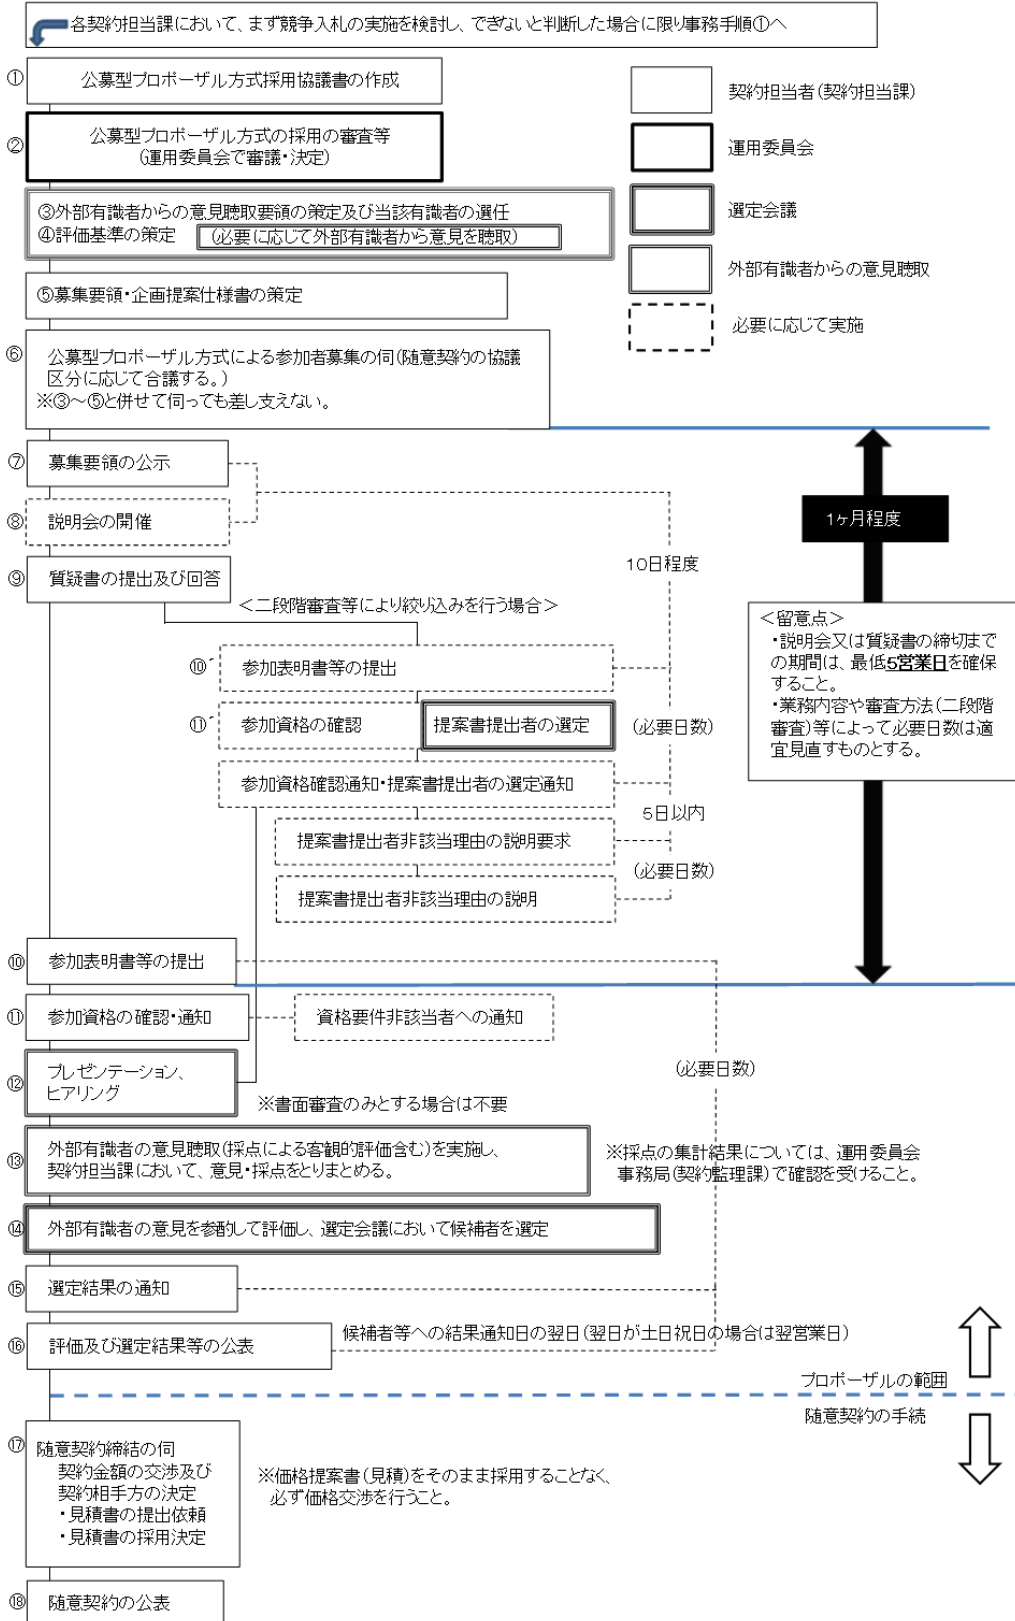 各契約担当課において、まず競争入札の実施を検討し、できないと判断した場合に限り事務手順①へ
① 公募型プロポーザル方式採用協議書の作成
② 公募型プロポーザル方式の採用の審査等
(運用委員会で審議・決定)
③外部有識者からの意見聴取要領の策定及び当該有識者の選任
④評価基準の策定 (必要に応じて外部有識者から意見を聴取)
⑤募集要領・企画提案仕様書の策定
契約担当者(契約担当課)
運用委員会
選定会議
外部有識者からの意見聴取
必要に応じて実施
⑥ 公募型プロポーザル方式による参加者募集の伺(随意契約の協議
区分に応じて合議する。)
※③～⑤と併せて伺っても差し支えない。
⑦ 募集要領の公示
⑧ 説明会の開催
⑨ 質疑書の提出及び回答
1ヶ月程度
10日程度
＜二段階審査等により絞り込みを行う場合＞
＜留意点＞
・説明会又は質疑書の締切まで
の期間は、最低5営業日を確保
すること。
・業務内容や審査方法(二段階
審査)等によって必要日数は適
宜見直すものとする。
⑩´ 参加表明書等の提出
⑪´ 参加資格の確認 提案書提出者の選定 (必要日数)
参加資格確認通知・提案書提出者の選定通知
5日以内
提案書提出者非該当理由の説明要求
(必要日数)
提案書提出者非該当理由の説明
⑩ 参加表明書等の提出
⑪ 参加資格の確認・通知 資格要件非該当者への通知
(必要日数)
⑫ プレゼンテーション、
ヒアリング
※書面審査のみとする場合は不要
⑬ 外部有識者の意見聴取(採点による客観的評価含む)を実施し、
契約担当課において、意見・採点をとりまとめる。
※採点の集計結果については、運用委員会
事務局(契約監理課)で確認を受けること。
⑭ 外部有識者の意見を参酌して評価し、選定会議において候補者を選定
⑮ 選定結果の通知
⑯ 評価及び選定結果等の公表
候補者等への結果通知日の翌日(翌日が土日祝日の場合は翌営業日)
プロポーザルの範囲
随意契約の手続
⑰ 随意契約締結の伺
契約金額の交渉及び
契約相手方の決定
・見積書の提出依頼
・見積書の採用決定
※価格提案書(見積)をそのまま採用することなく、
必ず価格交渉を行うこと。
⑱ 随意契約の公表